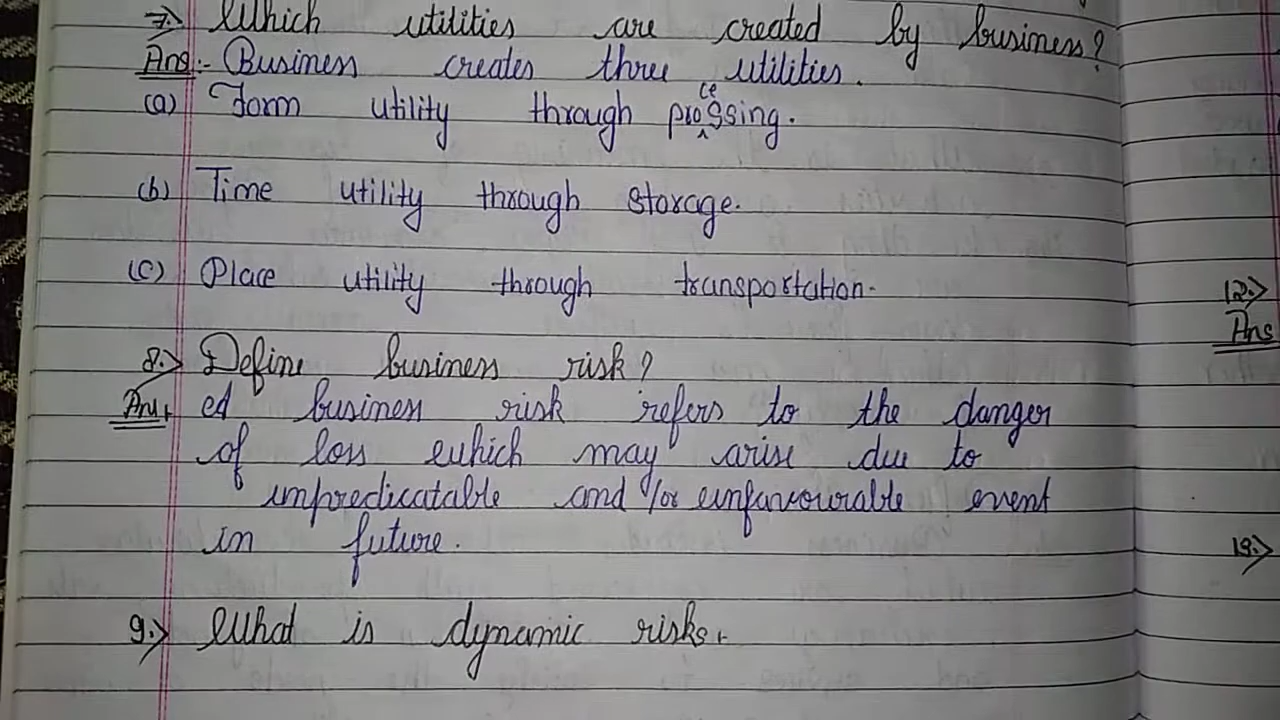 7.> Which utilities are created by business?
Ans:- Business creates three utilities.
(a) Form utility through processing.
(b) Time utility through storage.
(c) Place utility through transportation.
8.> Define business risk?
Ans+ ed business risk refers to the danger
of loss which may arise due to
impredicatable and /or unfavourable event
in future.
9.> What is dynamic risks.
12.>
Ans
13.>